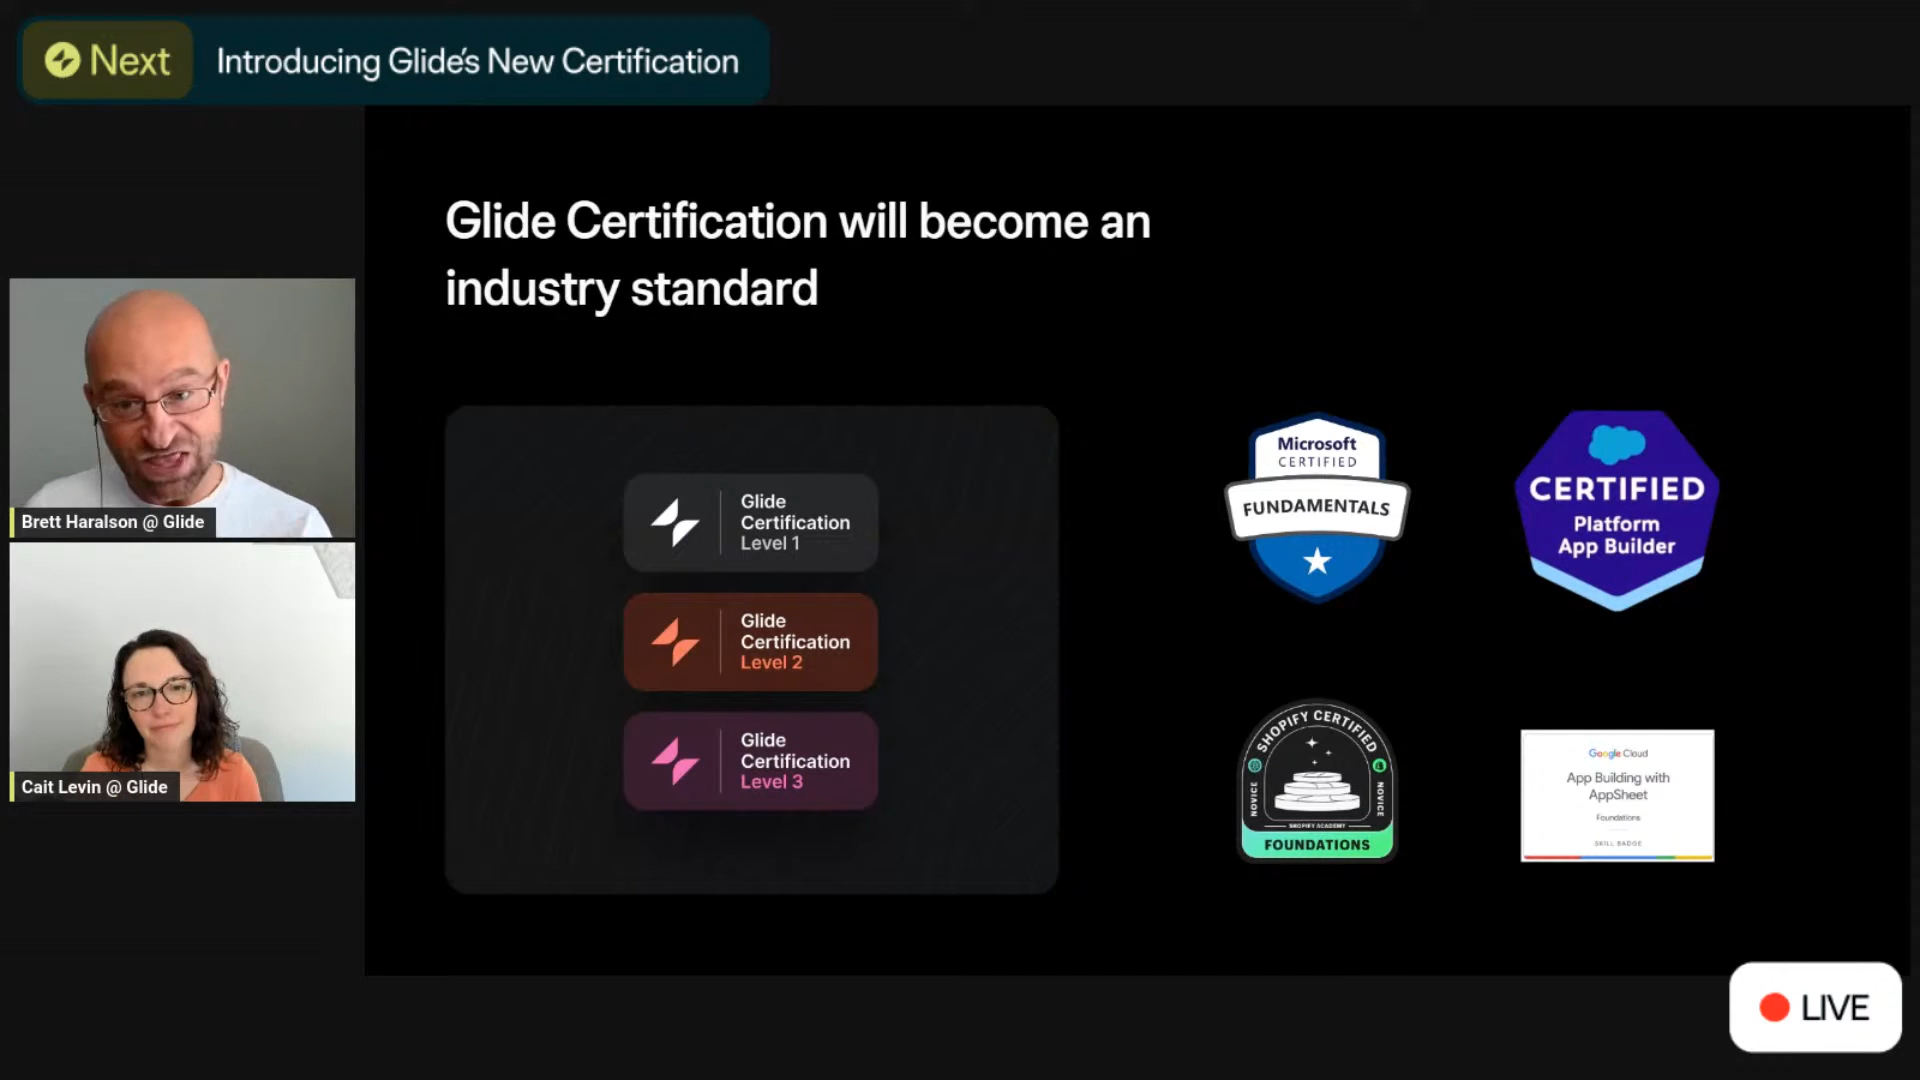 Next
Introducing Glide's New Certification
Glide Certification will become an
industry standard
Brett Haralson @ Glide
Cait Levin @ Glide
Glide
Certification
Level 1
Glide
Certification
Level 2
Glide
Certification
Level 3
Microsoft
CERTIFIED
FUNDAMENTALS
CERTIFIED
Platform
App Builder
SHOPIFY CERTIFIED
NOVICE
NOVICE
SHOPIFY ACADEMY
FOUNDATIONS
Google Cloud
App Building with
AppSheet
Foundations
SKILL BADGE
LIVE